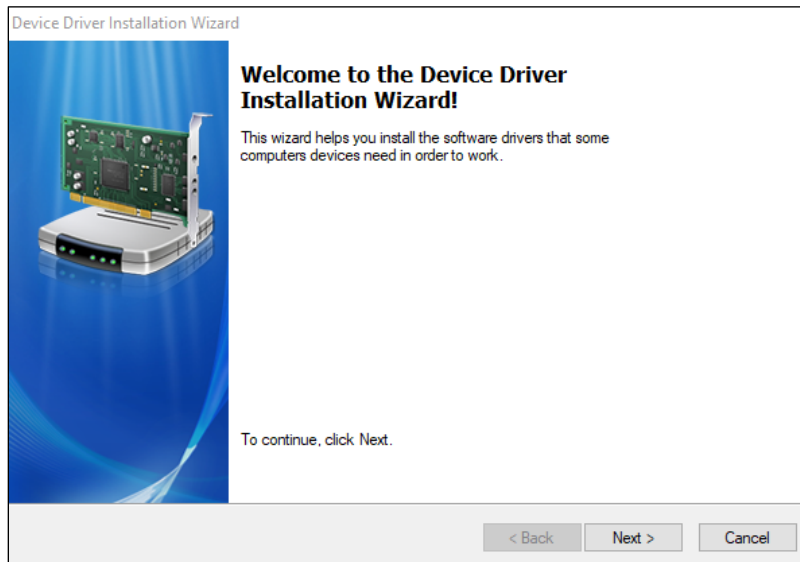 Device Driver Installation Wizard
Welcome to the Device Driver
Installation Wizard!
This wizard helps you install the software drivers that some
computers devices need in order to work.
To continue, click Next.
< Back
Next >
Cancel